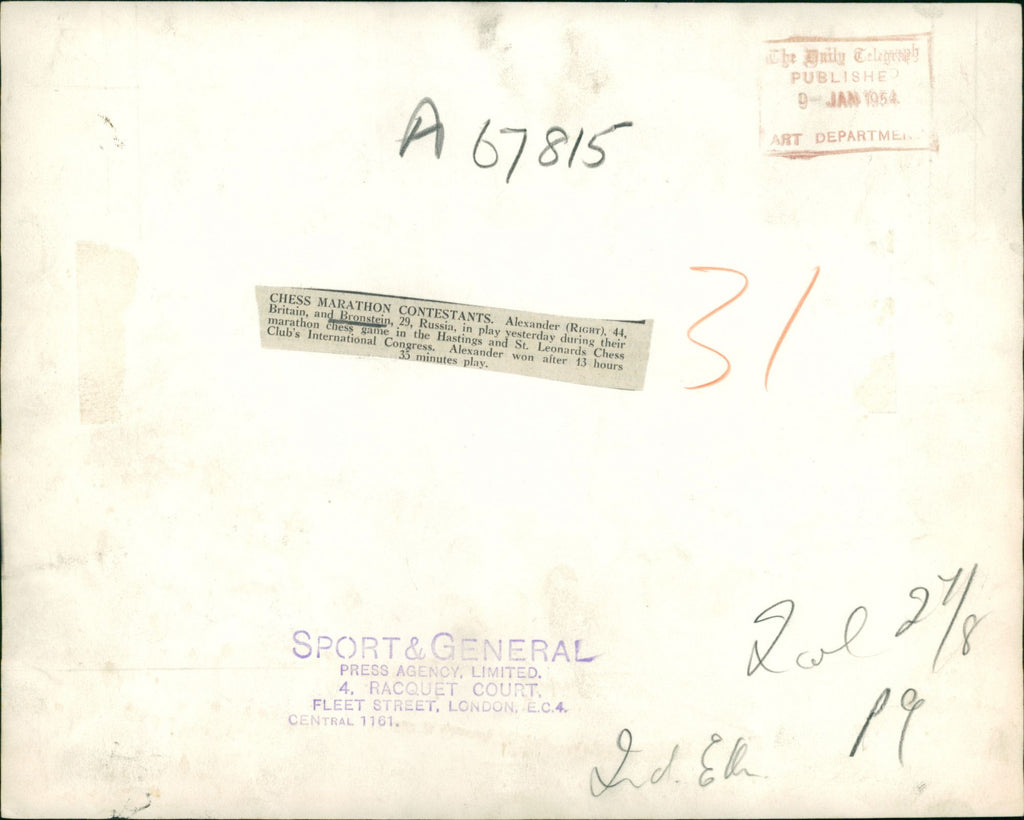 The Daily Telegraph
PUBLISHED
9 JAN 1954
ART DEPARTMEN
A 67815
31
CHESS MARATHON CONTESTANTS. Alexander (RIGHT), 44,
Britain, and Bronstein, 29, Russia, in play yesterday during their
marathon chess game in the Hastings and St. Leonards Chess
Club's International Congress. Alexander won after 13 hours
35 minutes play.
27/8
SPORT & GENERAL
PRESS AGENCY, LIMITED.
4, RACQUET COURT,
FLEET STREET, LONDON, E.C.4.
CENTRAL 1161.
19